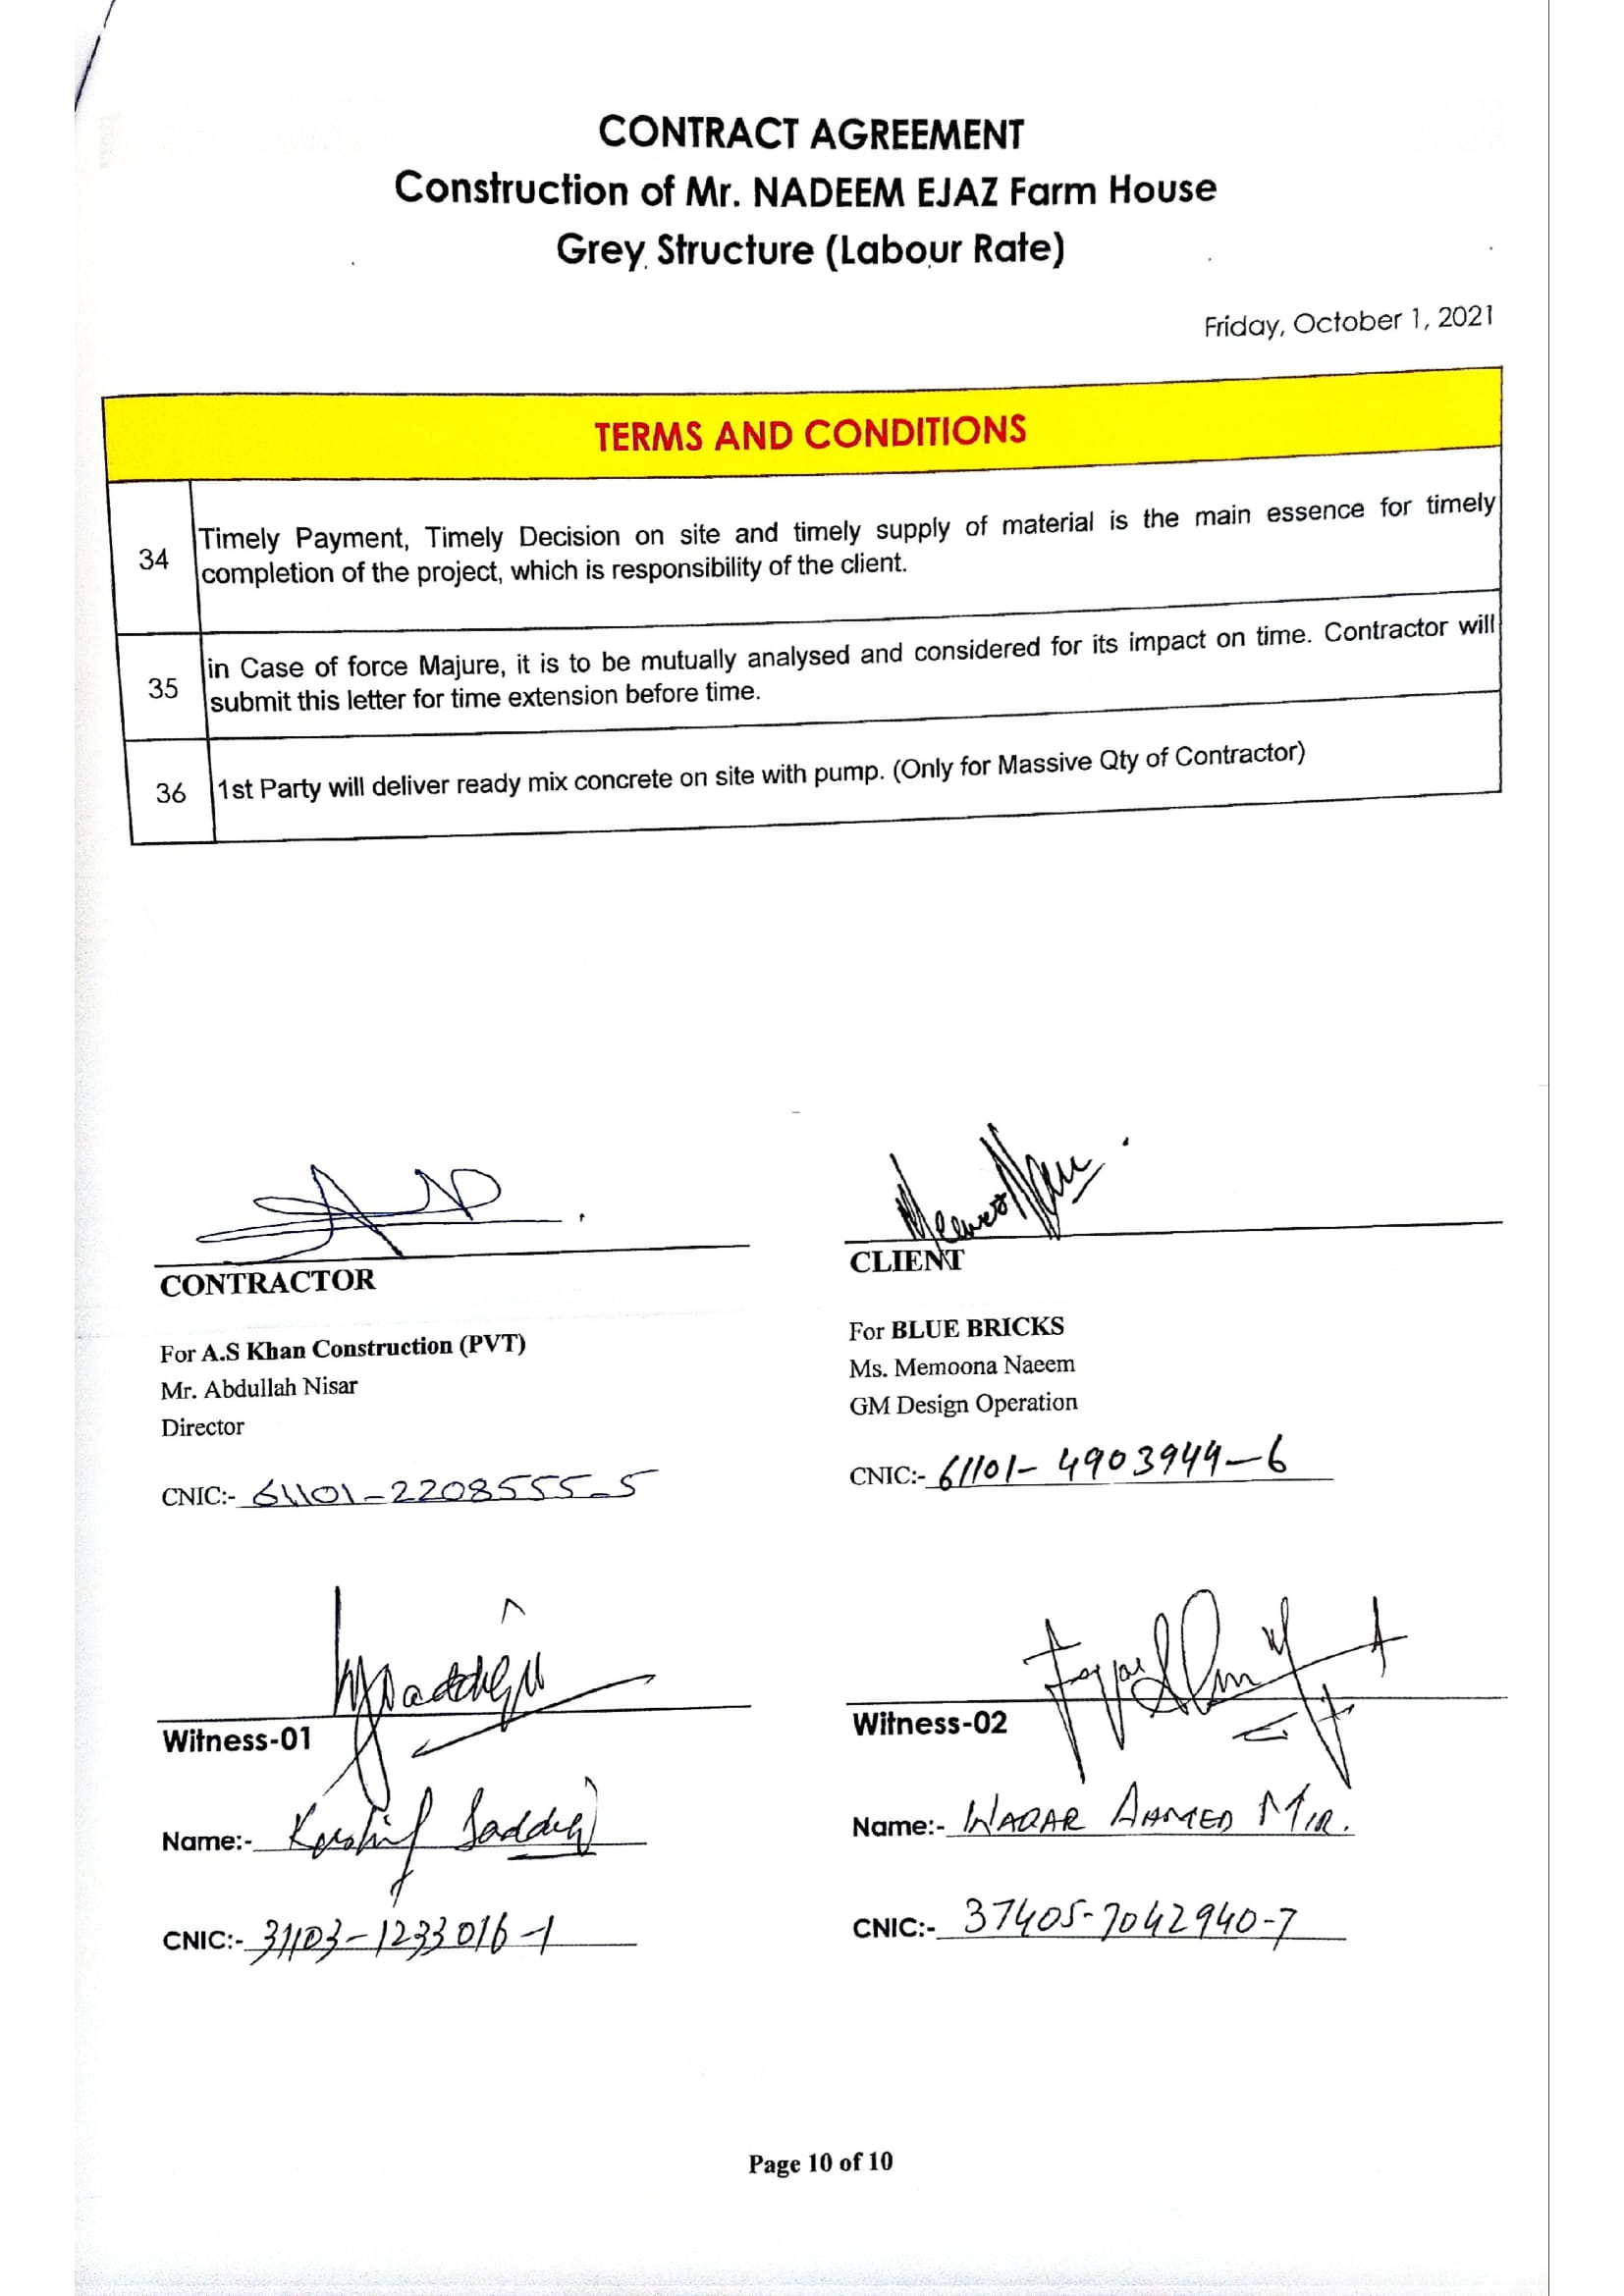 CONTRACT AGREEMENT
Construction of Mr. NADEEM EJAZ Farm House
Grey Structure (Labour Rate)
Friday, October 1, 2021
TERMS AND CONDITIONS
34 Timely Payment, Timely Decision on site and timely supply of material is the main essence for timely
completion of the project, which is responsibility of the client.
35 in Case of force Majure, it is to be mutually analysed and considered for its impact on time. Contractor will
submit this letter for time extension before time.
36 1st Party will deliver ready mix concrete on site with pump. (Only for Massive Qty of Contractor)
CONTRACTOR
For A.S Khan Construction (PVT)
Mr. Abdullah Nisar
Director
CNIC:- 61101-2208555-5
CLIENT
For BLUE BRICKS
Ms. Memoona Naeem
GM Design Operation
CNIC:- 61101-4903944-6
Witness-01
Name:- Kashif Saddiq
CNIC:- 31103-1233016-1
Witness-02
Name:- WAQAR AHMED MIR.
CNIC:- 37405-7042940-7
Page 10 of 10